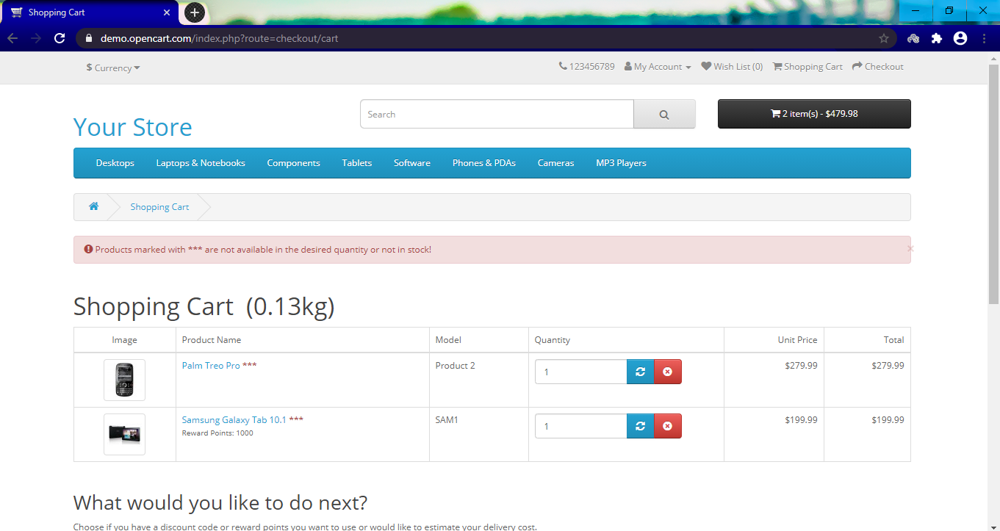 Shopping Cart
demo.opencart.com/index.php?route=checkout/cart
$ Currency 123456789 My Account Wish List (0) Shopping Cart Checkout
Your Store
Search
2 item(s) - $479.98
Desktops Laptops & Notebooks Components Tablets Software Phones & PDAs Cameras MP3 Players
Shopping Cart
Products marked with *** are not available in the desired quantity or not in stock!
Shopping Cart (0.13kg)
Image Product Name Model Quantity Unit Price Total
Palm Treo Pro *** Product 2 1 $279.99 $279.99
Samsung Galaxy Tab 10.1 *** SAM1 1 $199.99 $199.99
Reward Points: 1000
What would you like to do next?
Choose if you have a discount code or reward points you want to use or would like to estimate your delivery cost.